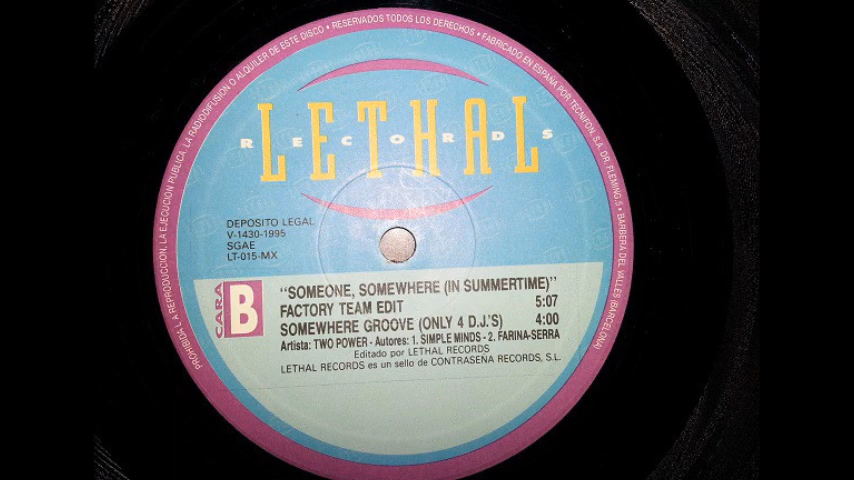 PROHIBIDA LA REPRODUCCION, LA EJECUCION PUBLICA, LA RADIODIFUSION O ALQUILER DE ESTE DISCO • RESERVADOS TODOS LOS DERECHOS • FABRICADO EN ESPAÑA POR TECNIFON, S.A. DR. FLEMING, 5 • BARBERA DEL VALLES (BARCELONA)
LETHAL
RECORDS
DEPOSITO LEGAL
V-1430-1995
SGAE
LT-015-MX
CARA B
"SOMEONE, SOMEWHERE (IN SUMMERTIME)"
FACTORY TEAM EDIT 5:07
SOMEWHERE GROOVE (ONLY 4 D.J.'S) 4:00
Artista: TWO POWER - Autores: 1. SIMPLE MINDS - 2. FARINA-SERRA
Editado por LETHAL RECORDS
LETHAL RECORDS es un sello de CONTRASENA RECORDS, S.L.